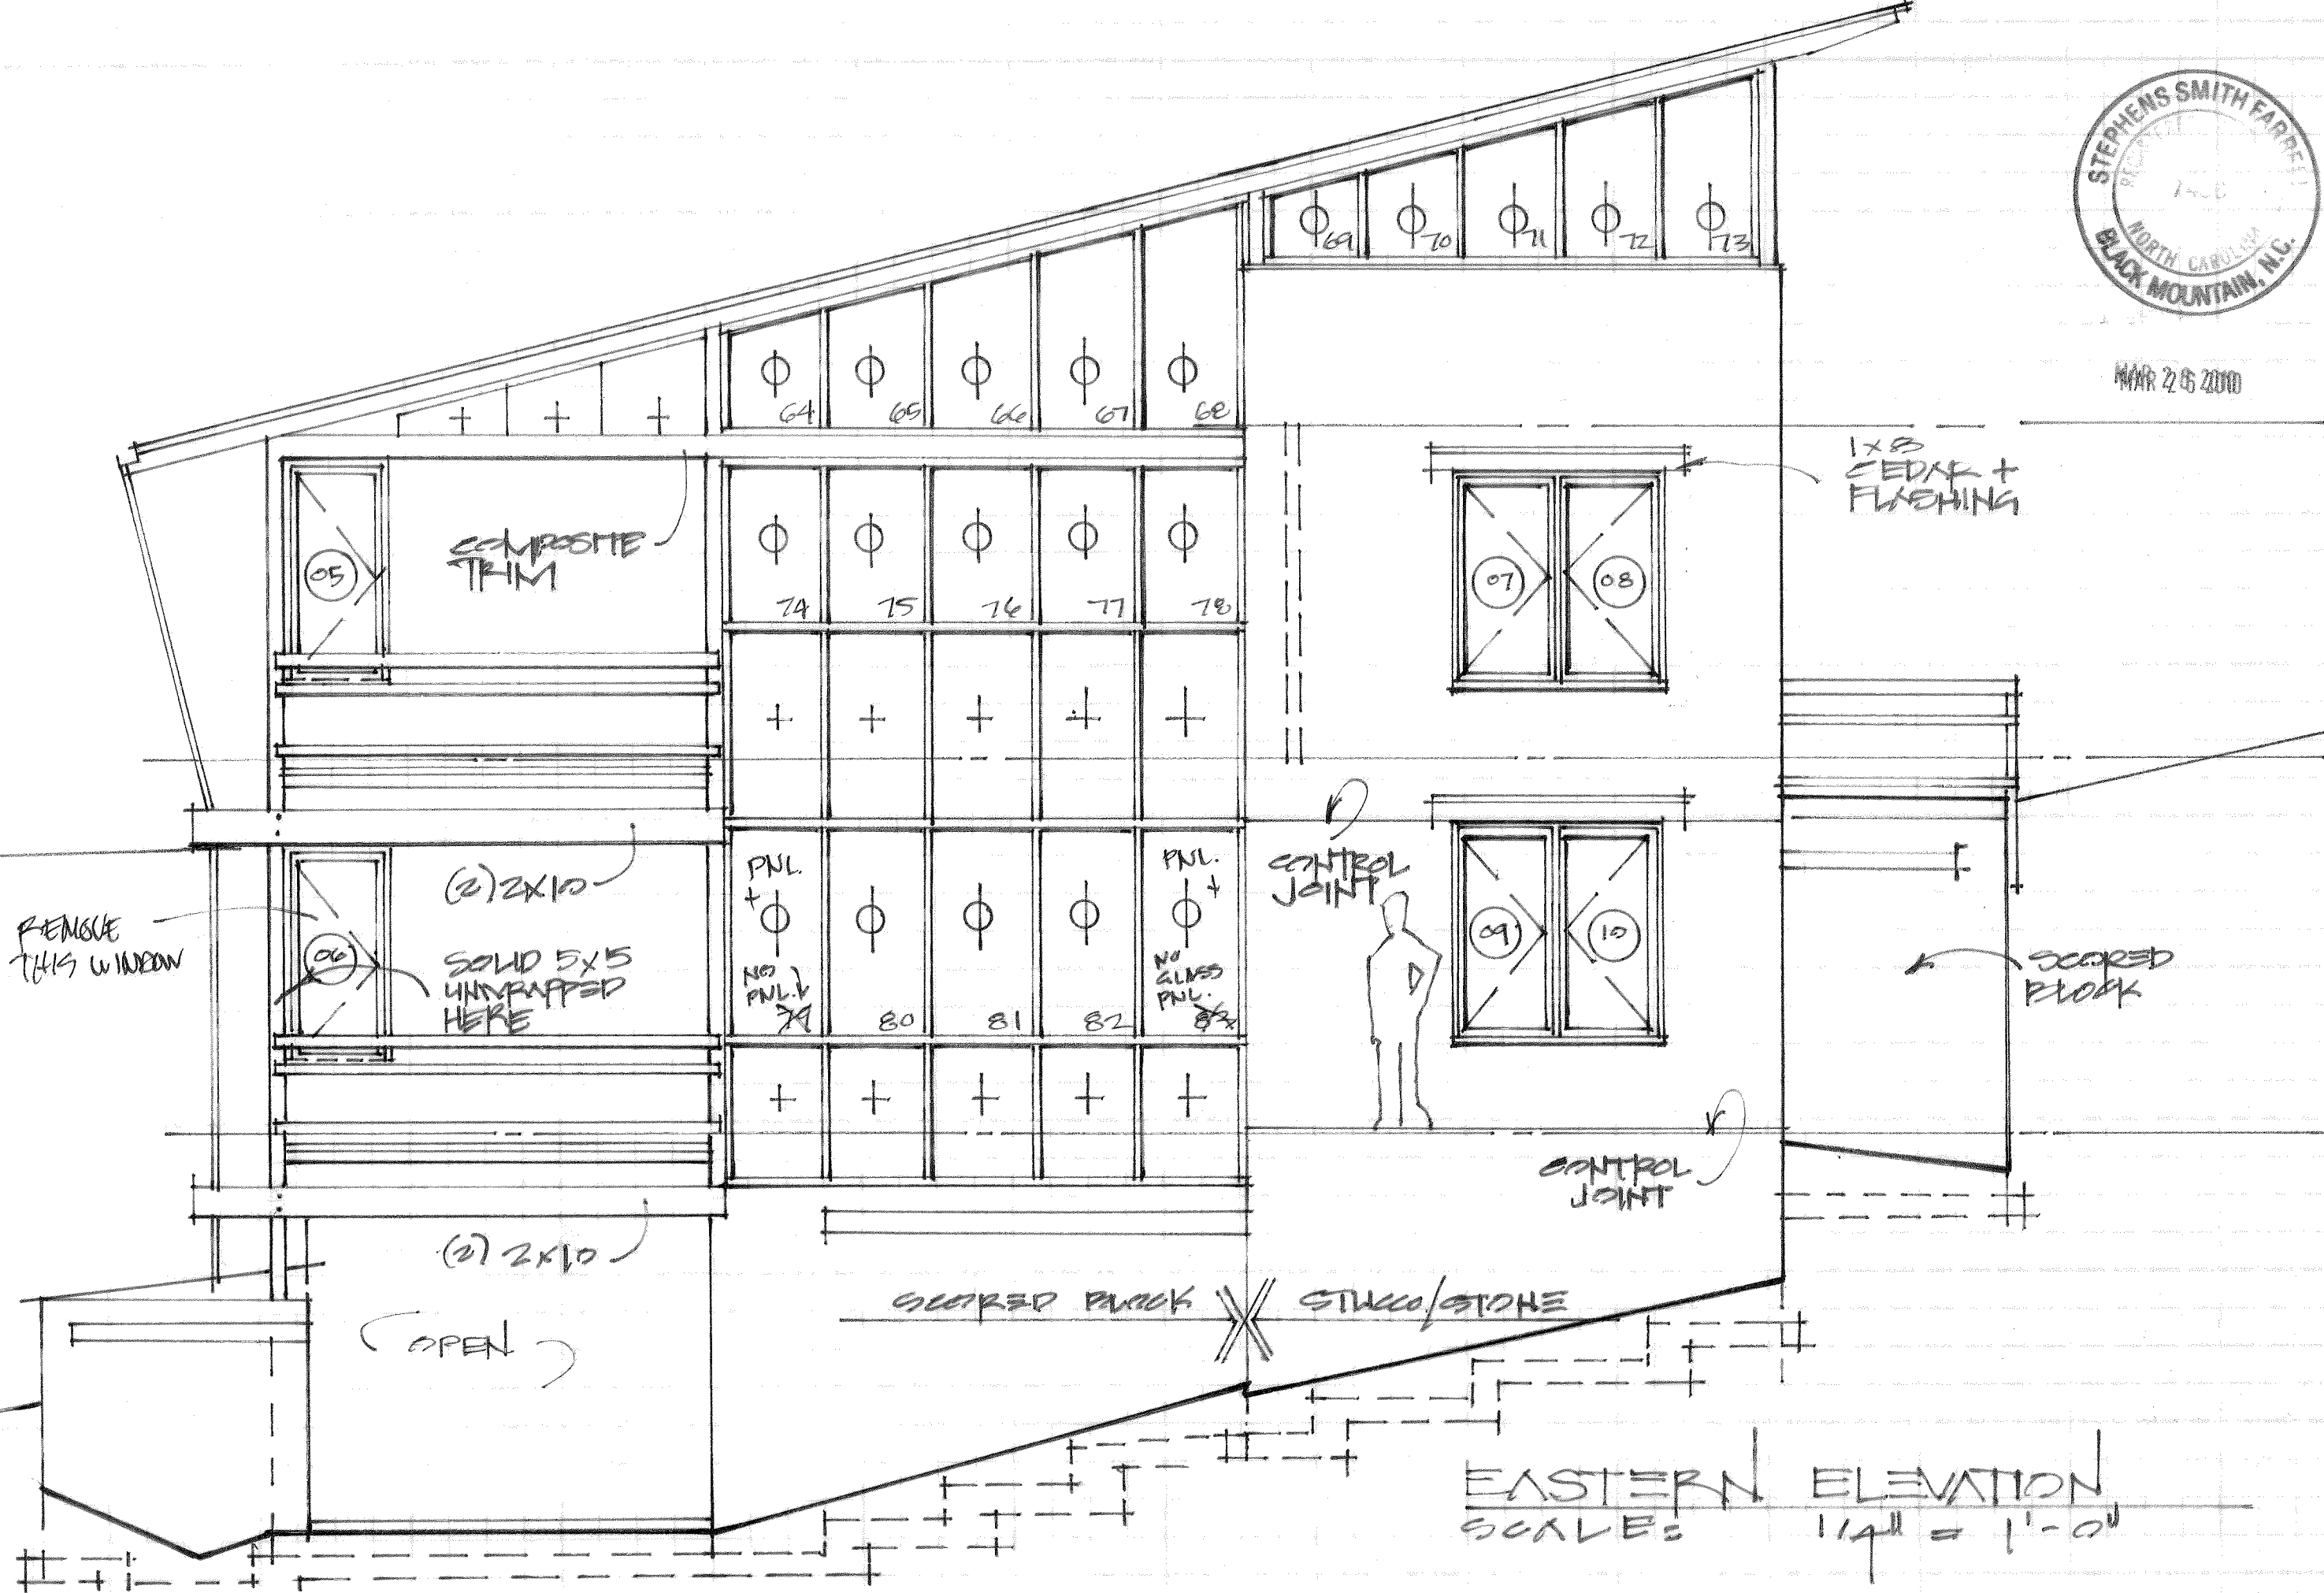 STEPHENS SMITH FARRELL
NORTH CAROLINA
BLACK MOUNTAIN, N.C.
69 70 71 72 73
64 65 66 67 68
1x8
CEDAR +
FLASHING
COMPOSITE
TRIM
05
07
08
74 75 76 77 78
(2) 2x10
PNL.
+
PNL.
+
CONTROL
JOINT
REMOVE
THIS WINDOW
06
SOLID 5x5
UNWRAPPED
HERE
NO
PNL.
79 80 81 82
NO
GLASS
PNL.
83
09
10
SCORED
BLOCK
CONTROL
JOINT
(2) 2x10
SCORED BLOCK
STUCCO/STONE
OPEN
EASTERN ELEVATION
SCALE: 1/4" = 1'-0"